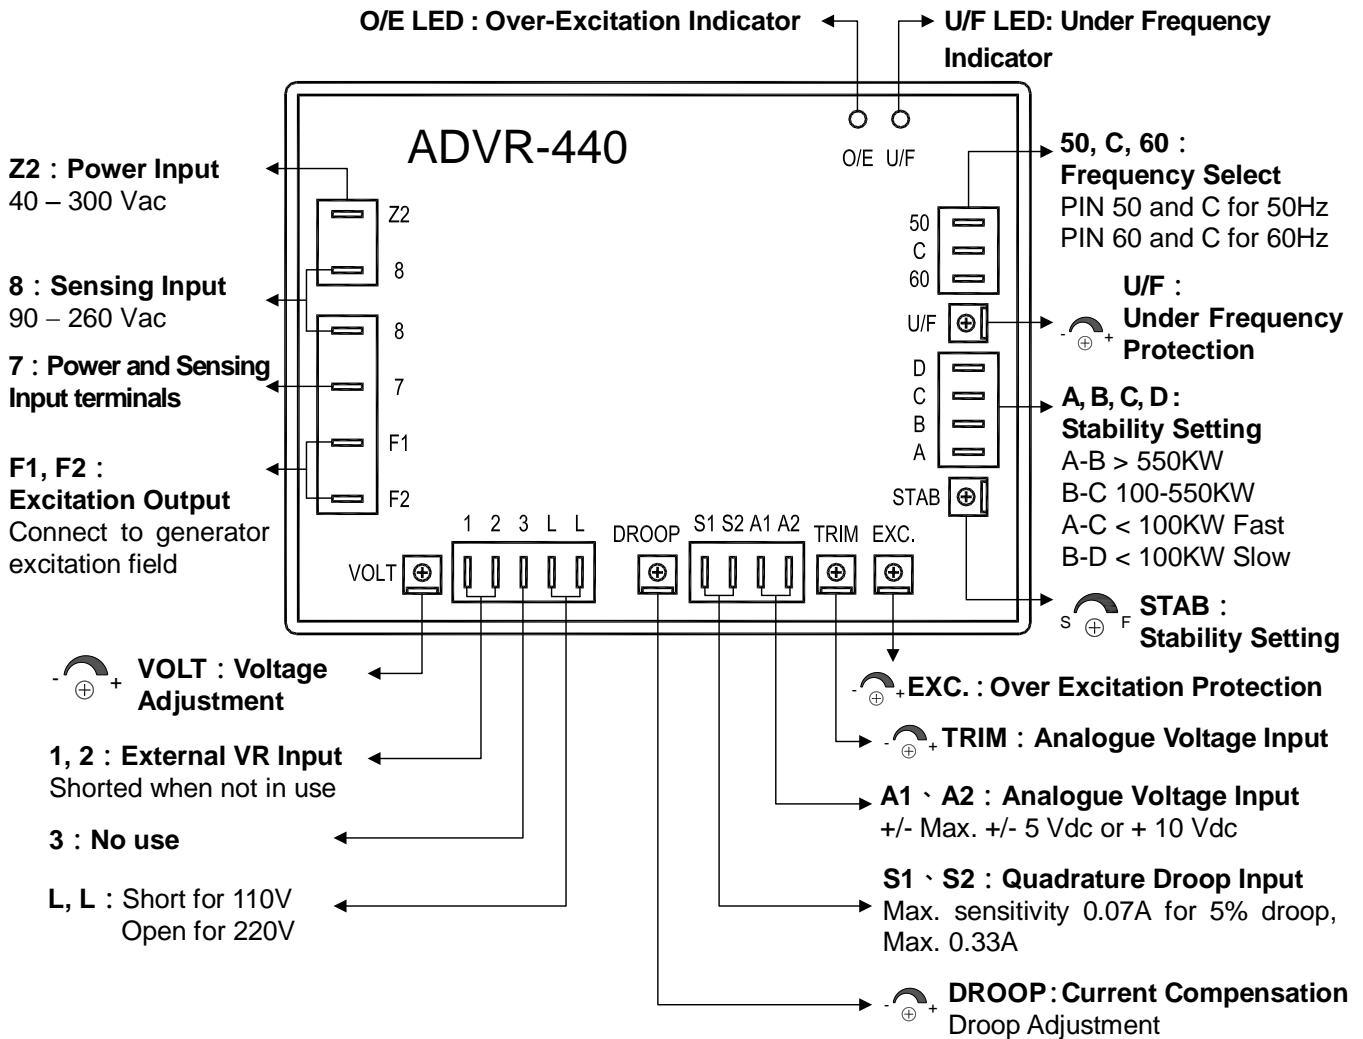 O/E LED : Over-Excitation Indicator
U/F LED: Under Frequency
Indicator
ADVR-440
O/E U/F
Z2：Power Input
40 – 300 Vac
8：Sensing Input
90 – 260 Vac
7：Power and Sensing
Input terminals
F1, F2：
Excitation Output
Connect to generator
excitation field
Z2
8
8
7
F1
F2
50
C
60
U/F
D
C
B
A
STAB
50, C, 60：
Frequency Select
PIN 50 and C for 50Hz
PIN 60 and C for 60Hz
U/F：
- +
Under Frequency
Protection
A, B, C, D：
Stability Setting
A-B > 550KW
B-C 100-550KW
A-C < 100KW Fast
B-D < 100KW Slow
S F
STAB：
Stability Setting
VOLT
1 2 3 L L
DROOP
S1 S2 A1 A2
TRIM
EXC.
- + VOLT：Voltage
Adjustment
1, 2：External VR Input
Shorted when not in use
3：No use
L, L：Short for 110V
Open for 220V
- + EXC.：Over Excitation Protection
- + TRIM：Analogue Voltage Input
A1、A2：Analogue Voltage Input
+/- Max. +/- 5 Vdc or + 10 Vdc
S1、S2：Quadrature Droop Input
Max. sensitivity 0.07A for 5% droop,
Max. 0.33A
- + DROOP：Current Compensation
Droop Adjustment